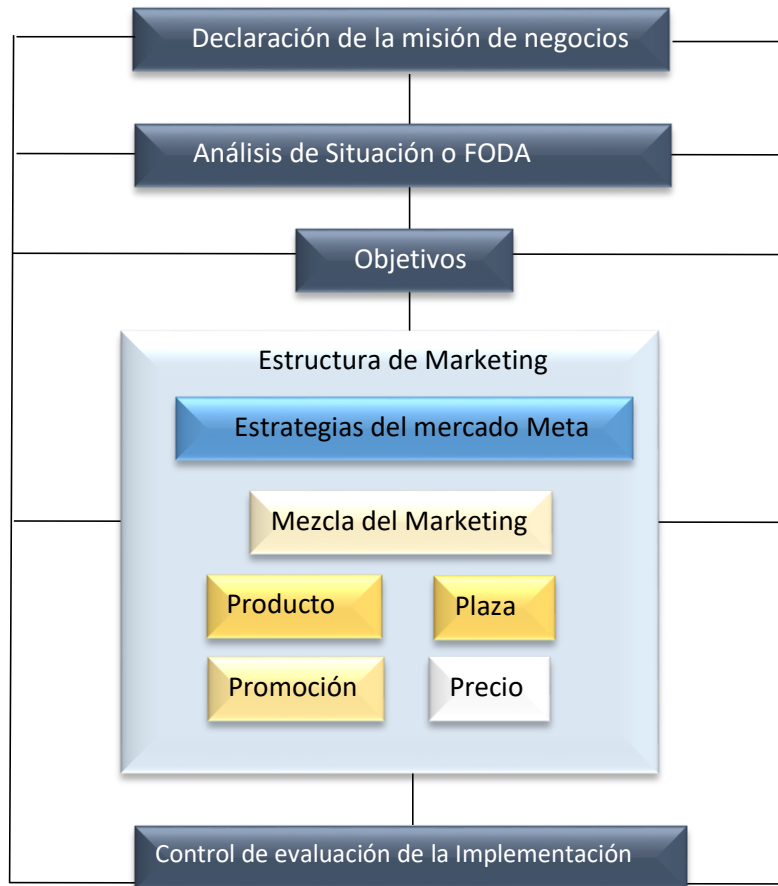 Declaración de la misión de negocios
Análisis de Situación o FODA
Objetivos
Estructura de Marketing
Estrategias del mercado Meta
Mezcla del Marketing
Producto
Plaza
Promoción
Precio
Control de evaluación de la Implementación